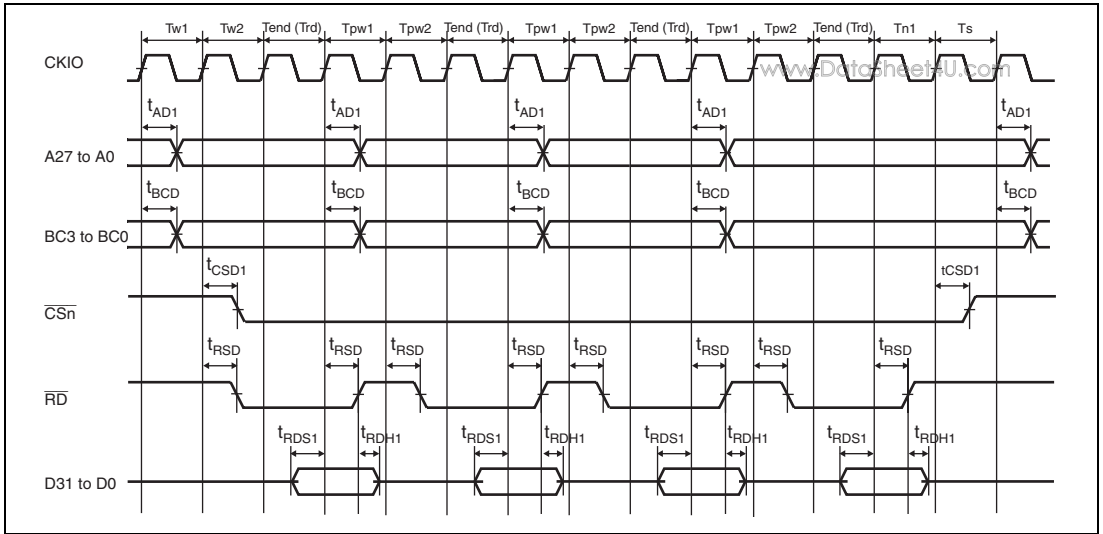 Tw1 Tw2 Tend (Trd) Tpw1 Tpw2 Tend (Trd) Tpw1 Tpw2 Tend (Trd) Tpw1 Tpw2 Tend (Trd) Tn1 Ts
CKIO
www.DataSheet4U.com
tAD1 tAD1 tAD1 tAD1 tAD1
A27 to A0
tBCD tBCD tBCD tBCD tBCD
BC3 to BC0
tCSD1 tCSD1
CSn
tRSD tRSD tRSD tRSD tRSD tRSD tRSD tRSD
RD
tRDS1 tRDH1 tRDS1 tRDH1 tRDS1 tRDH1 tRDS1 tRDH1
D31 to D0